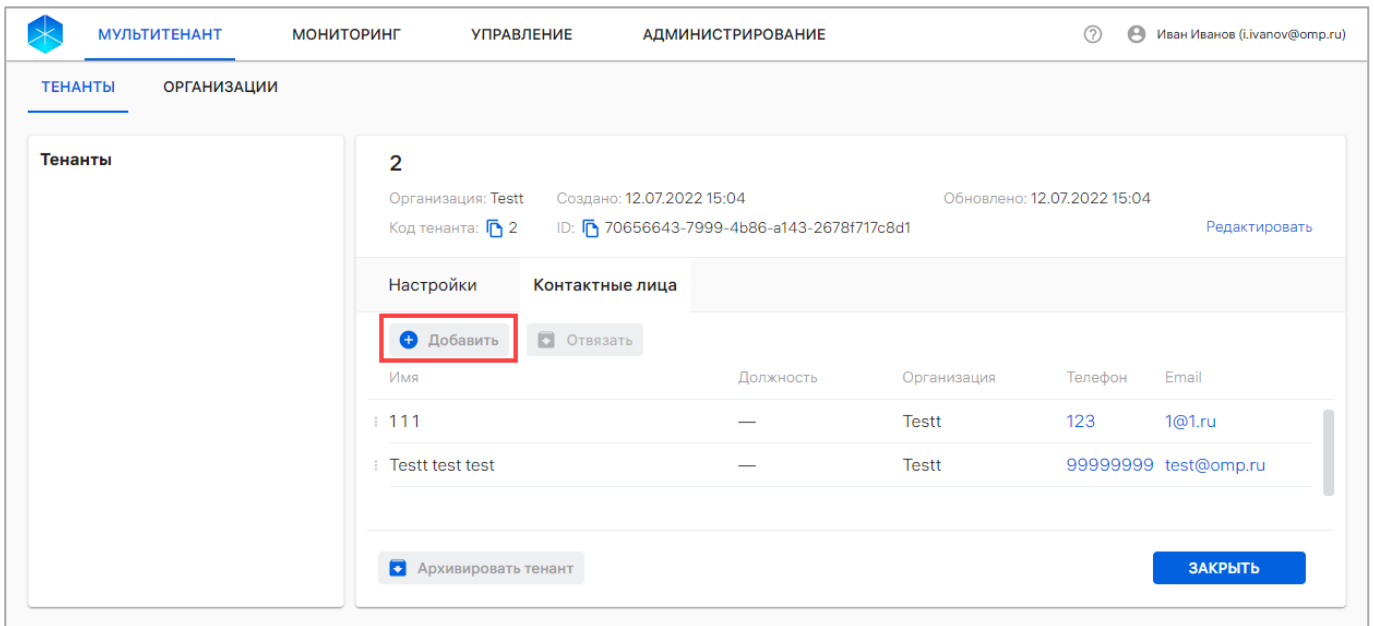 МУЛЬТИТЕНАНТ МОНИТОРИНГ УПРАВЛЕНИЕ АДМИНИСТРИРОВАНИЕ Иван Иванов (i.ivanov@omp.ru)
ТЕНАНТЫ ОРГАНИЗАЦИИ
Тенанты
2
Организация: Testt Создано: 12.07.2022 15:04 Обновлено: 12.07.2022 15:04
Код тенанта: 2 ID: 70656643-7999-4b86-a143-2678f717c8d1 Редактировать
Настройки Контактные лица
Добавить Отвязать
Имя Должность Организация Телефон Email
1 1 1 — Testt 123 1@1.ru
Testt test test — Testt 99999999 test@omp.ru
Архивировать тенант ЗАКРЫТЬ